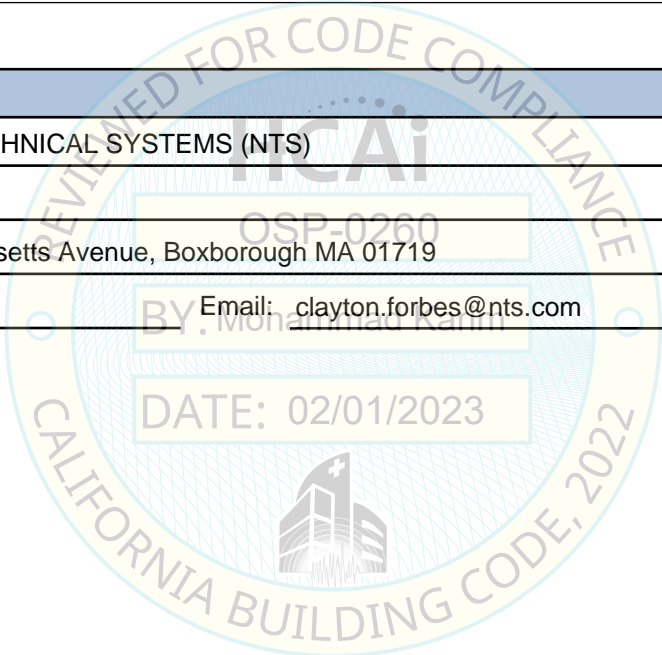 REVIEWED FOR CODE COMPLIANCE
HCAi
HNICAL SYSTEMS (NTS)
OSP-0260
setts Avenue, Boxborough MA 01719
Email: clayton.forbes@nts.com
BY: Mohammad Karim
DATE: 02/01/2023
CALIFORNIA BUILDING CODE, 2022